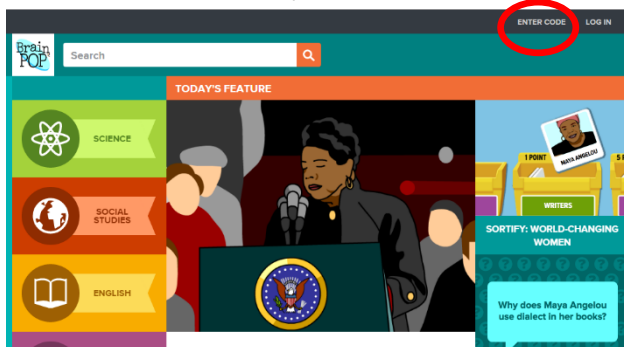 ENTER CODE LOG IN
Brain
POP
Search
TODAY'S FEATURE
SCIENCE
SOCIAL
STUDIES
ENGLISH
MAYA ANGELOU
1 POINT 5 P
WRITERS
SORTIFY: WORLD-CHANGING
WOMEN
Why does Maya Angelou
use dialect in her books?